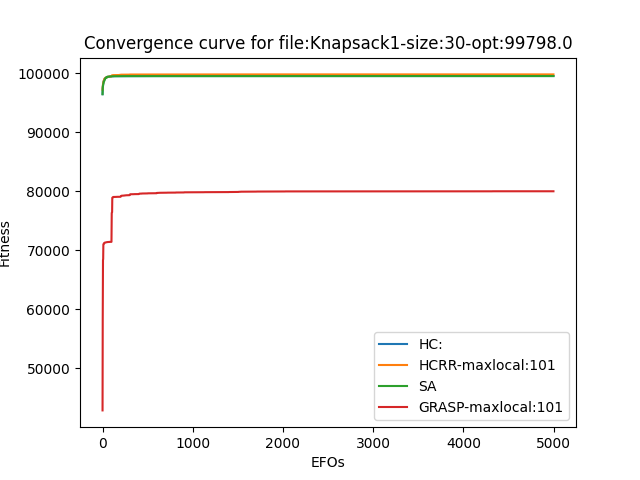 Convergence curve for file:Knapsack1-size:30-opt:99798.0
100000
90000
80000
70000
60000
50000
Fitness
0
1000
2000
3000
4000
5000
EFOs
HC:
HCRR-maxlocal:101
SA
GRASP-maxlocal:101